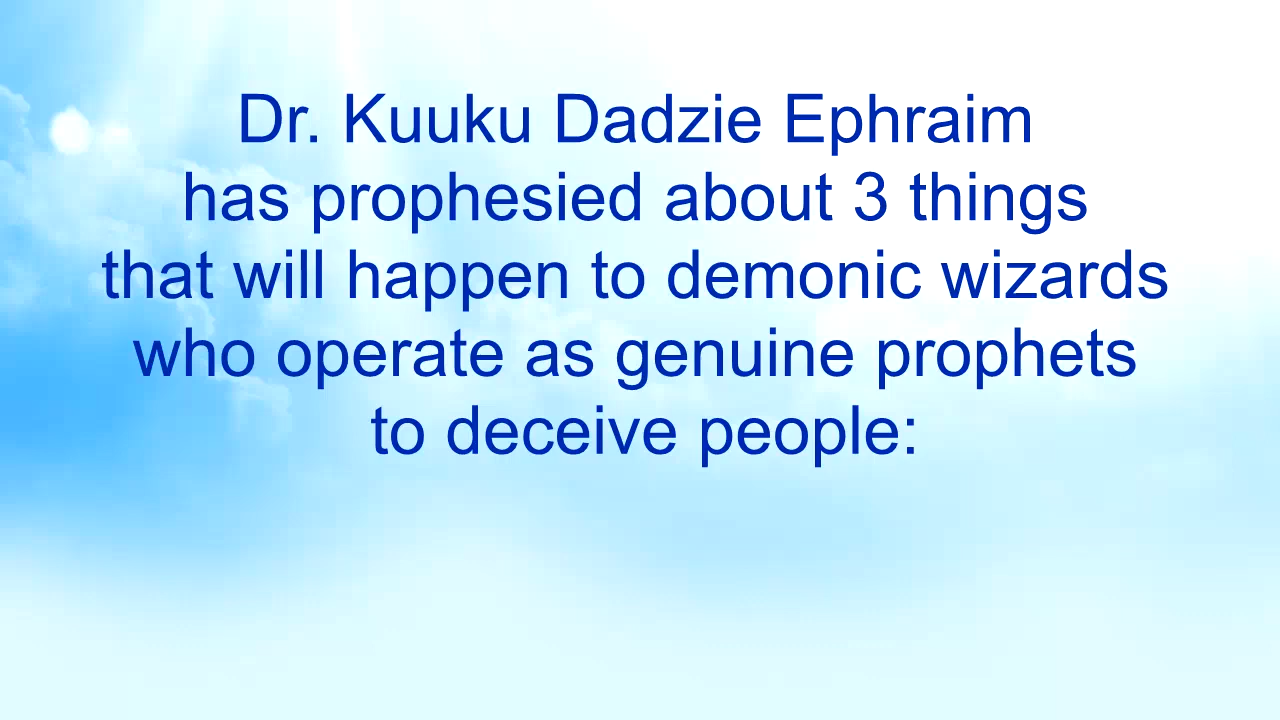 Dr. Kuuku Dadzie Ephraim
has prophesied about 3 things
that will happen to demonic wizards
who operate as genuine prophets
to deceive people: